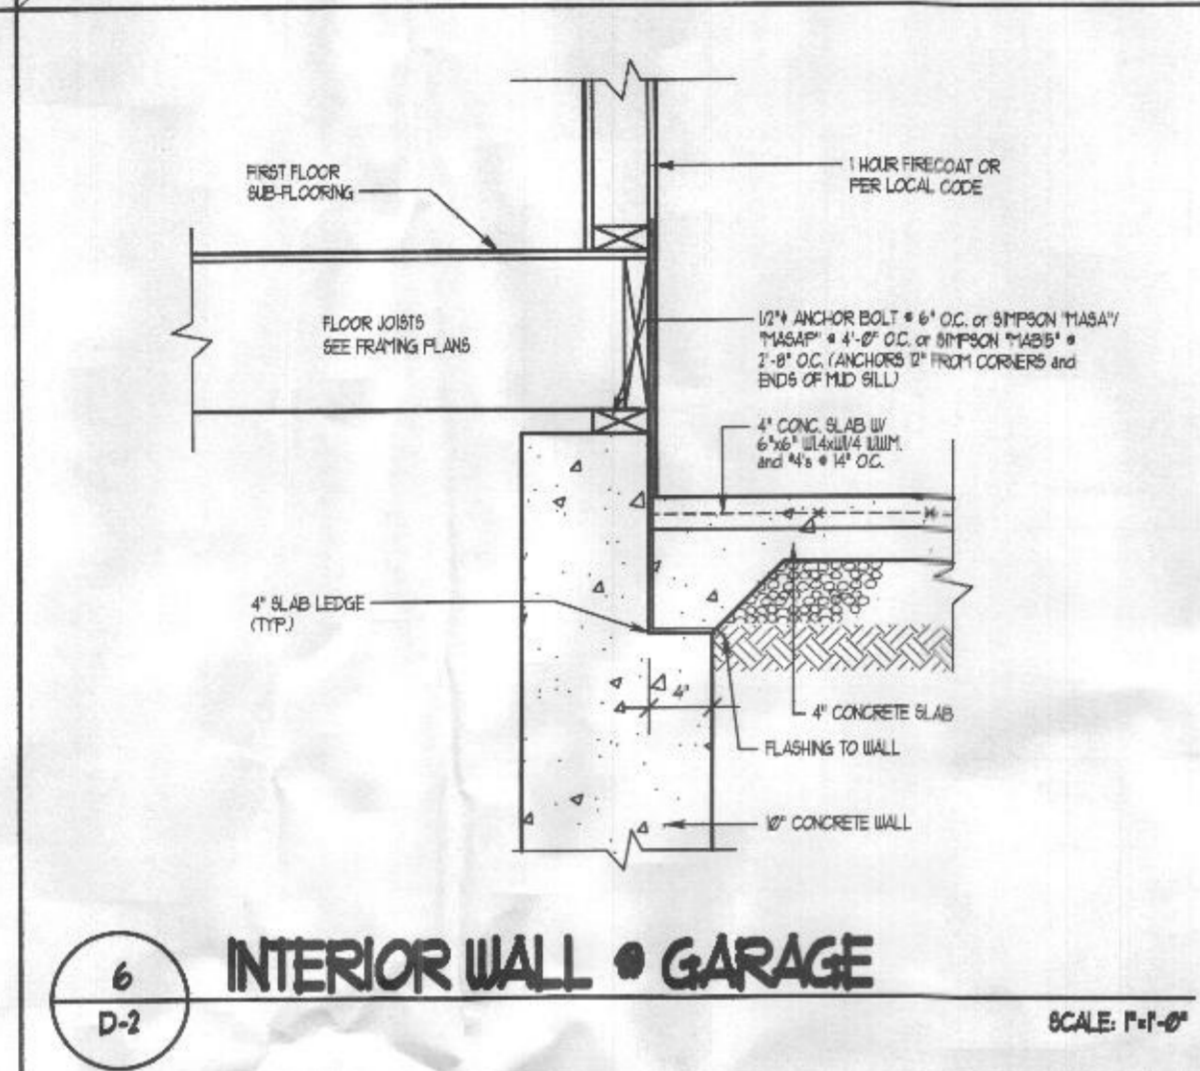 FIRST FLOOR
SUB-FLOORING
1 HOUR FIRECOAT OR
PER LOCAL CODE
FLOOR JOISTS
SEE FRAMING PLANS
1/2"φ ANCHOR BOLT @ 6" O.C. or SIMPSON "MASA"/
"MASAP" @ 4'-0" O.C. or SIMPSON "MAB15" @
2'-8" O.C. (ANCHORS 12" FROM CORNERS and
ENDS OF MUD SILL)
4" CONC. SLAB W/
6"x6" W1.4xW1.4 W.W.M.
and #4's @ 14" O.C.
4" SLAB LEDGE
(TYP.)
4"
4" CONCRETE SLAB
FLASHING TO WALL
10" CONCRETE WALL
6
D-2
INTERIOR WALL @ GARAGE
SCALE: 1"=1'-0"